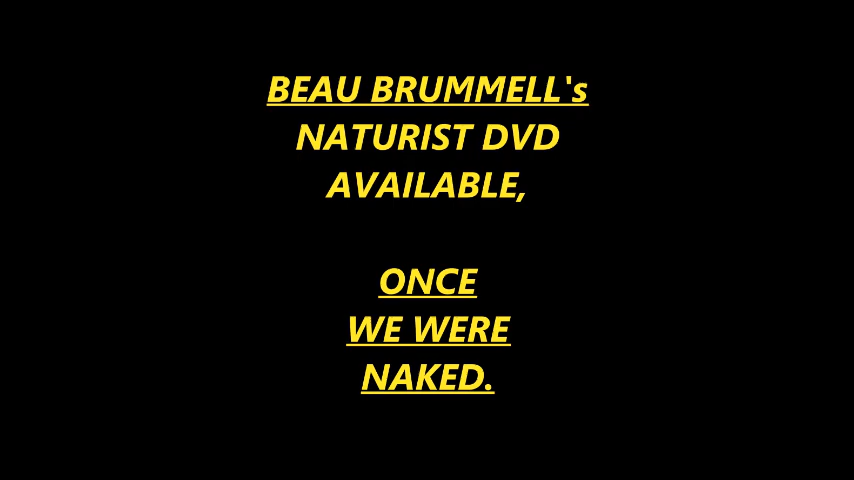 BEAU BRUMMELL's
NATURIST DVD
AVAILABLE,
ONCE
WE WERE
NAKED.